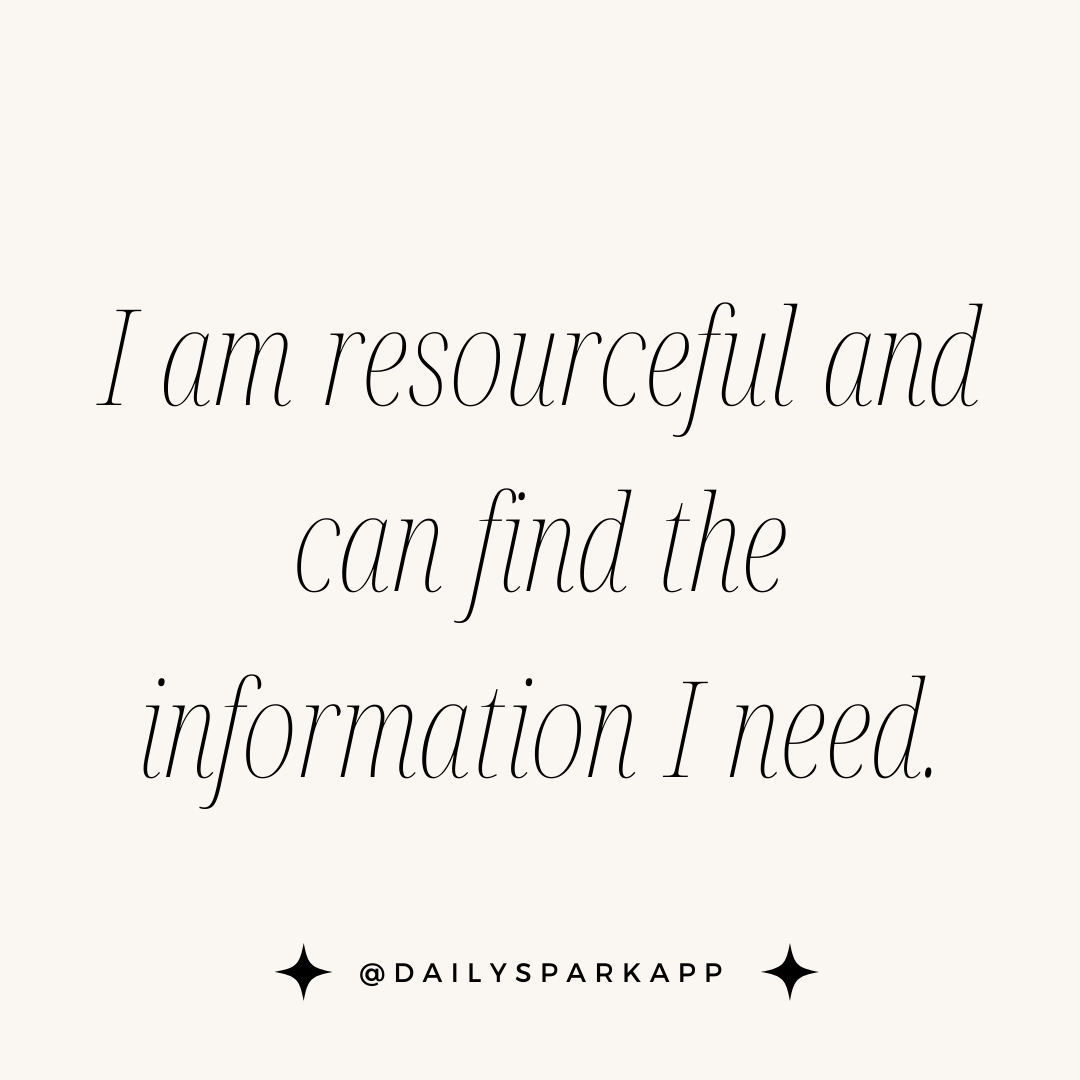 I am resourceful and
can find the
information I need.
@DAILYSPARKAPP